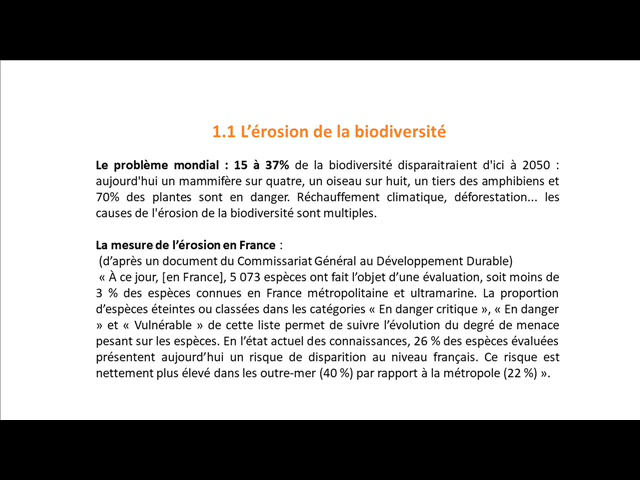 1.1 L’érosion de la biodiversité
Le problème mondial : 15 à 37% de la biodiversité disparaitraient d'ici à 2050 :
aujourd'hui un mammifère sur quatre, un oiseau sur huit, un tiers des amphibiens et
70% des plantes sont en danger. Réchauffement climatique, déforestation... les
causes de l'érosion de la biodiversité sont multiples.
La mesure de l’érosion en France :
(d’après un document du Commissariat Général au Développement Durable)
« À ce jour, [en France], 5 073 espèces ont fait l’objet d’une évaluation, soit moins de
3 % des espèces connues en France métropolitaine et ultramarine. La proportion
d’espèces éteintes ou classées dans les catégories « En danger critique », « En danger
» et « Vulnérable » de cette liste permet de suivre l’évolution du degré de menace
pesant sur les espèces. En l’état actuel des connaissances, 26 % des espèces évaluées
présentent aujourd’hui un risque de disparition au niveau français. Ce risque est
nettement plus élevé dans les outre-mer (40 %) par rapport à la métropole (22 %) ».